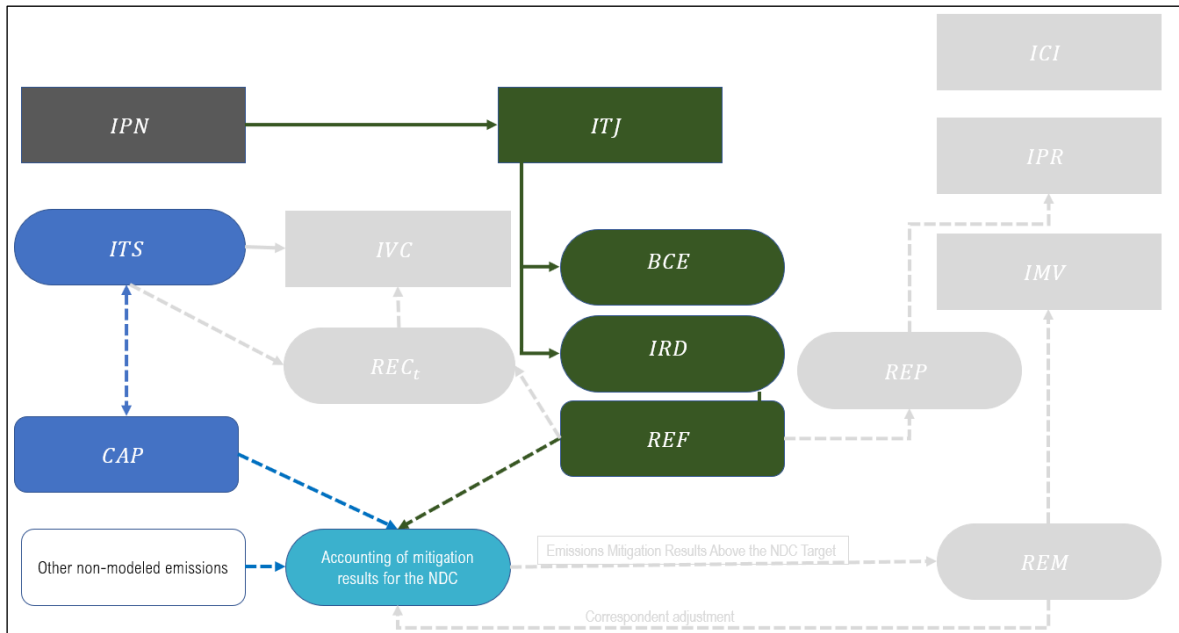 ICI
IPN
ITJ
IPR
ITS
IVC
BCE
IMV
REC_t
IRD
REP
CAP
REF
Other non-modeled emissions
Accounting of mitigation
results for the NDC
Emissions Mitigation Results Above the NDC Target
REM
Correspondent adjustment